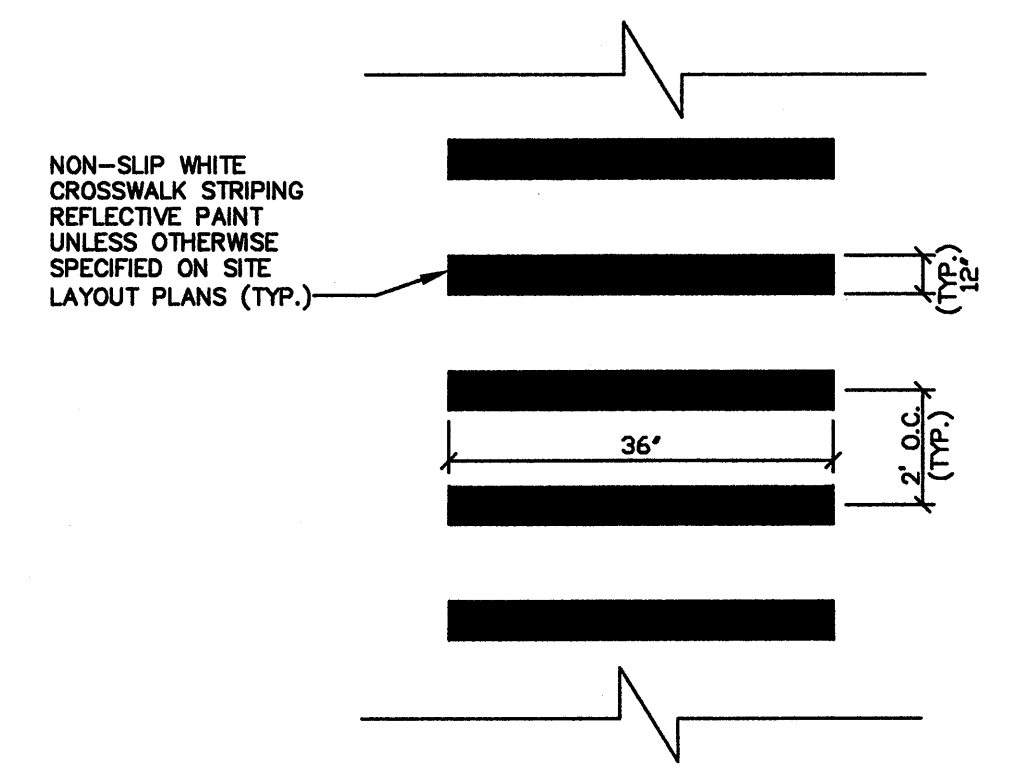 NON-SLIP WHITE
CROSSWALK STRIPING
REFLECTIVE PAINT
UNLESS OTHERWISE
SPECIFIED ON SITE
LAYOUT PLANS (TYP.)
12"
(TYP.)
36"
2' O.C.
(TYP.)